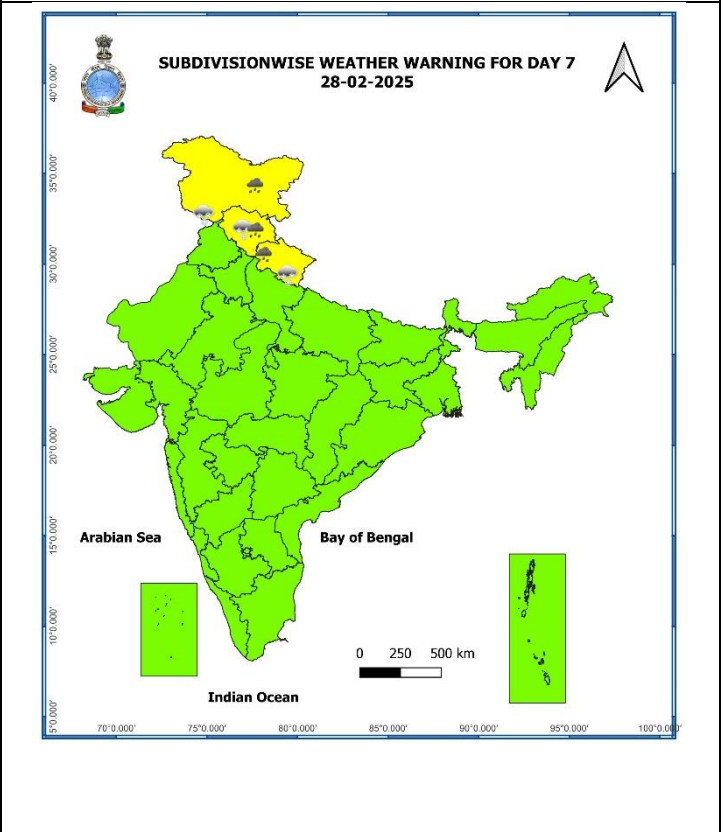 SUBDIVISIONWISE WEATHER WARNING FOR DAY 7
28-02-2025
40°0.000'
35°0.000'
30°0.000'
25°0.000'
20°0.000'
15°0.000'
10°0.000'
5°0.000'
Arabian Sea
Bay of Bengal
0 250 500 km
Indian Ocean
70°0.000' 75°0.000' 80°0.000' 85°0.000' 90°0.000' 95°0.000' 100°0.000'